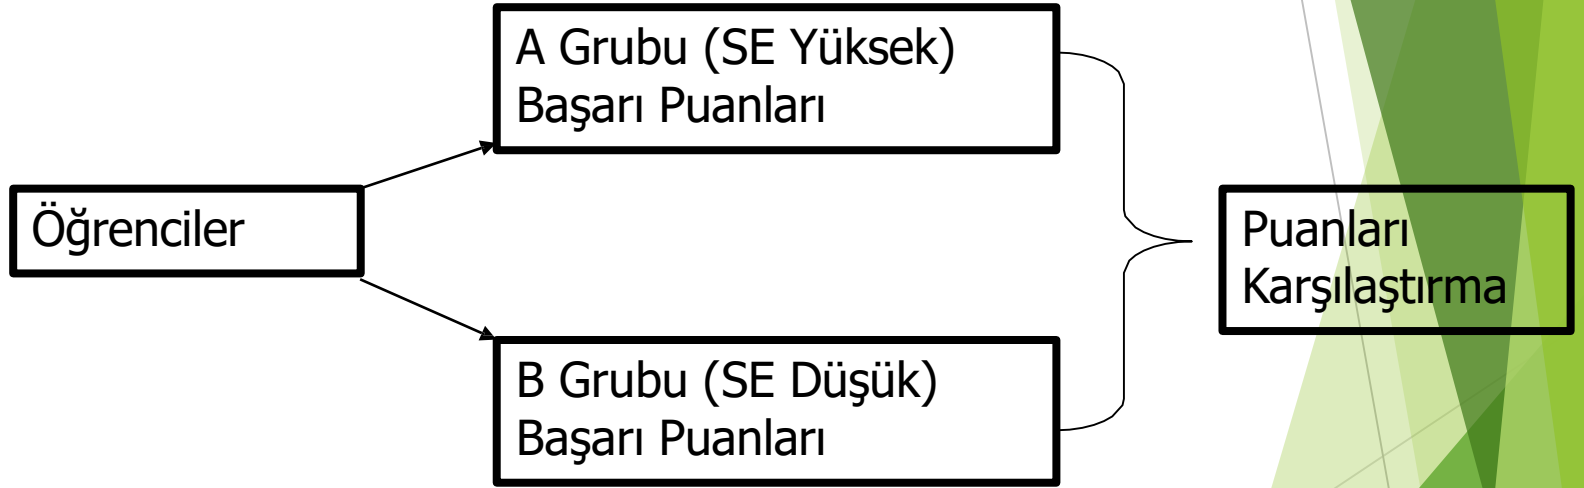 A Grubu (SE Yüksek)
Başarı Puanları
Öğrenciler
Puanları
Karşılaştırma
B Grubu (SE Düşük)
Başarı Puanları